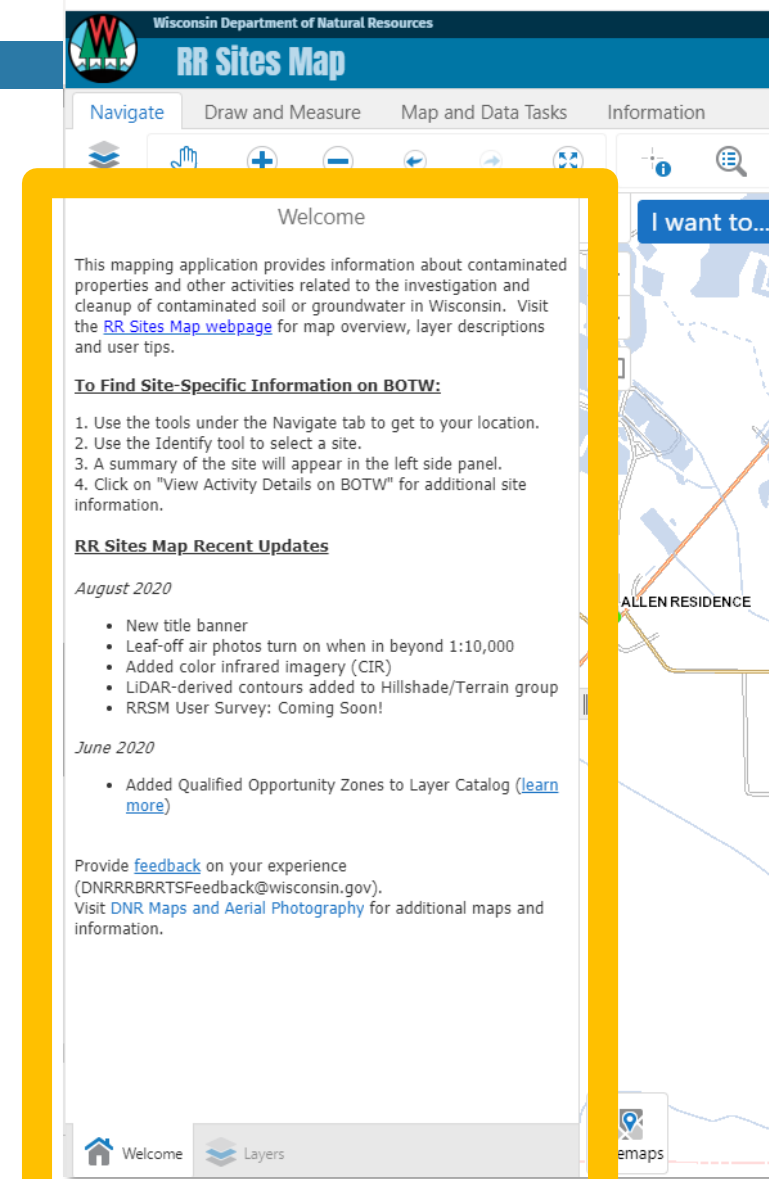 Wisconsin Department of Natural Resources
RR Sites Map
Navigate
Draw and Measure
Map and Data Tasks
Information
Welcome
I want to...
This mapping application provides information about contaminated
properties and other activities related to the investigation and
cleanup of contaminated soil or groundwater in Wisconsin. Visit
the RR Sites Map webpage for map overview, layer descriptions
and user tips.
To Find Site-Specific Information on BOTW:
1. Use the tools under the Navigate tab to get to your location.
2. Use the Identify tool to select a site.
3. A summary of the site will appear in the left side panel.
4. Click on "View Activity Details on BOTW" for additional site
information.
RR Sites Map Recent Updates
August 2020
• New title banner
• Leaf-off air photos turn on when in beyond 1:10,000
• Added color infrared imagery (CIR)
• LiDAR-derived contours added to Hillshade/Terrain group
• RRSM User Survey: Coming Soon!
ALLEN RESIDENCE
June 2020
• Added Qualified Opportunity Zones to Layer Catalog (learn
more)
Provide feedback on your experience
(DNRRRBRRTSFeedback@wisconsin.gov).
Visit DNR Maps and Aerial Photography for additional maps and
information.
Welcome
Layers
emaps